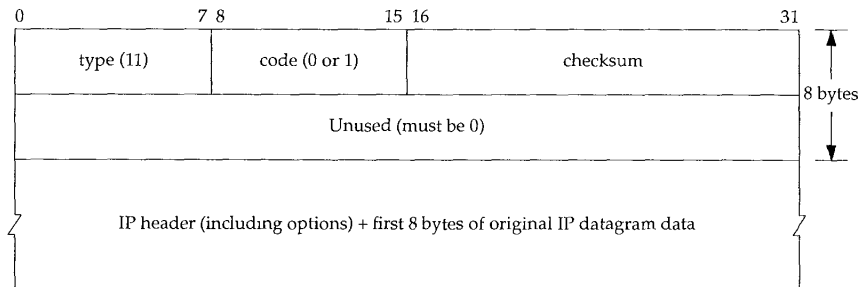 0 7 8 15 16 31
type (11) code (0 or 1) checksum
8 bytes
Unused (must be 0)
IP header (including options) + first 8 bytes of original IP datagram data